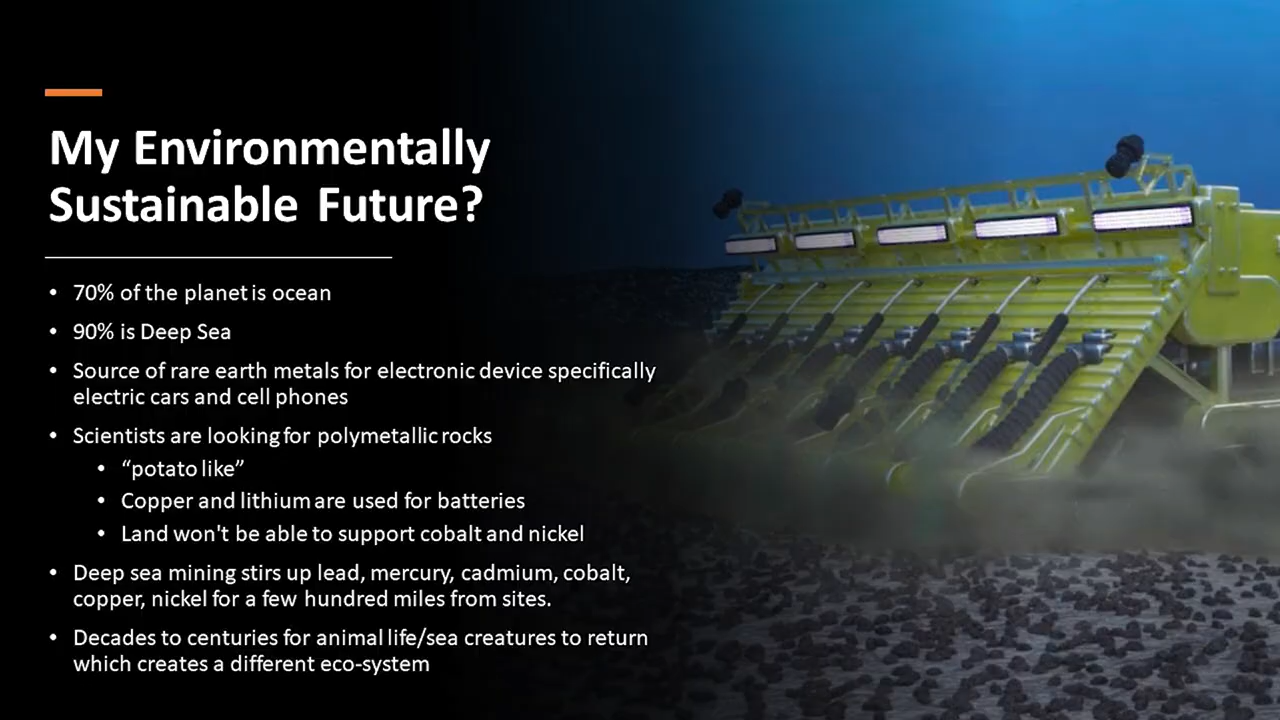 My Environmentally
Sustainable Future?
• 70% of the planet is ocean
• 90% is Deep Sea
• Source of rare earth metals for electronic device specifically
electric cars and cell phones
• Scientists are looking for polymetallic rocks
• “potato like”
• Copper and lithium are used for batteries
• Land won't be able to support cobalt and nickel
• Deep sea mining stirs up lead, mercury, cadmium, cobalt,
copper, nickel for a few hundred miles from sites.
• Decades to centuries for animal life/sea creatures to return
which creates a different eco-system